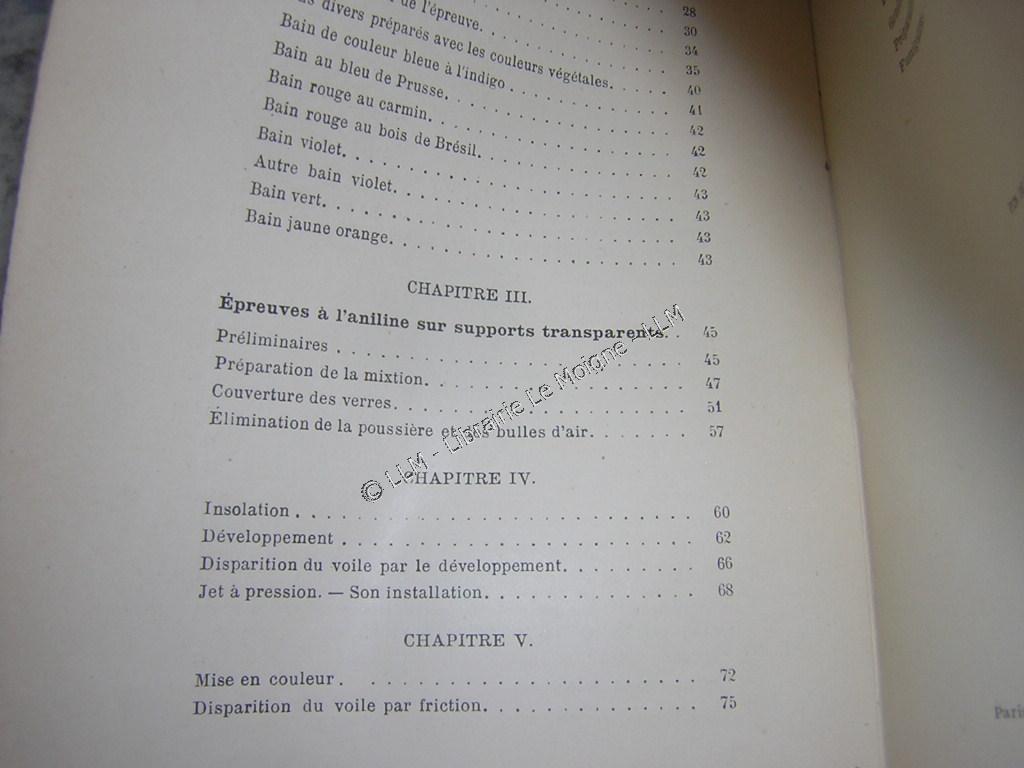 28
30
34
de l'épreuve. 35
divers préparés avec les couleurs végétales. 40
Bain de couleur bleue à l'indigo 41
Bain au bleu de Prusse. 42
Bain rouge au carmin. 42
Bain rouge au bois de Brésil. 42
Bain violet. 43
Autre bain violet. 43
Bain vert. 43
Bain jaune orange. 43
CHAPITRE III.
Épreuves à l'aniline sur supports transparents. 45
Préliminaires 45
Préparation de la mixtion. 47
Couverture des verres. 51
Élimination de la poussière et des bulles d'air. 57
CHAPITRE IV.
Insolation 60
Développement 62
Disparition du voile par le développement. 66
Jet à pression. — Son installation. 68
CHAPITRE V.
Mise en couleur. 72
Disparition du voile par friction. 75
© LLM - Librairie Le Moigne - LLM
Paris